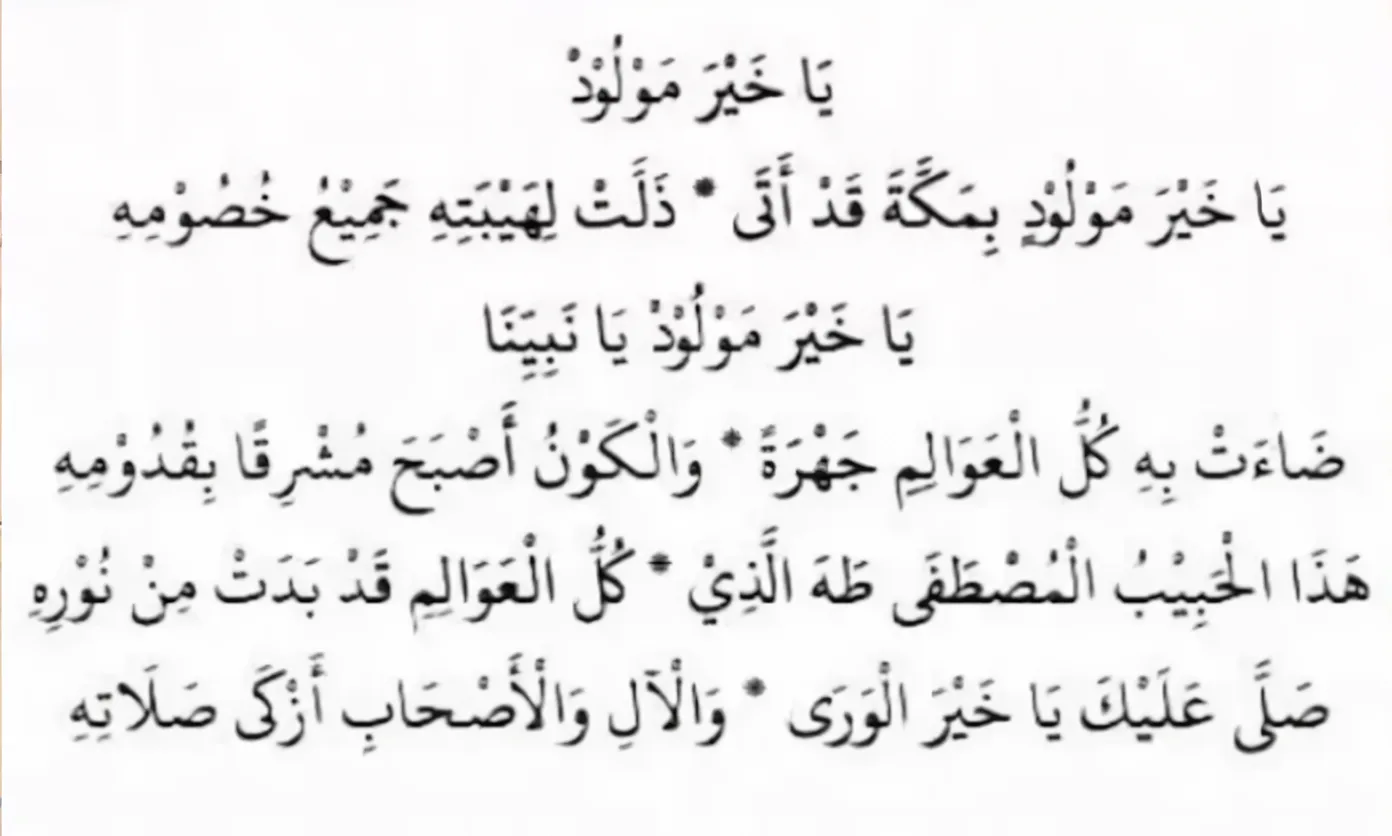 يَا خَيْرَ مَوْلُوْدْ
يَا خَيْرَ مَوْلُوْدٍ بِمَكَّةَ قَدْ أَتَى * ذَلَتْ لِهَيْبَتِهِ جَمِيْعُ خُصُوْمِهِ
يَا خَيْرَ مَوْلُوْدْ يَا نَبِيَنَا
ضَاءَتْ بِهِ كُلُّ الْعَوَالِمِ جَهْرَةً * وَالْكَوْنُ أَصْبَحَ مُشْرِقًا بِقُدُوْمِهِ
هَذَا الْحَبِيْبُ الْمُصْطَفَى طَهَ الَّذِيْ * كُلُّ الْعَوَالِمِ قَدْ بَدَتْ مِنْ نُوْرِهِ
صَلَّى عَلَيْكَ يَا خَيْرَ الْوَرَى * وَالْآلِ وَالْأَصْحَابِ أَزْكَى صَلَاتِهِ